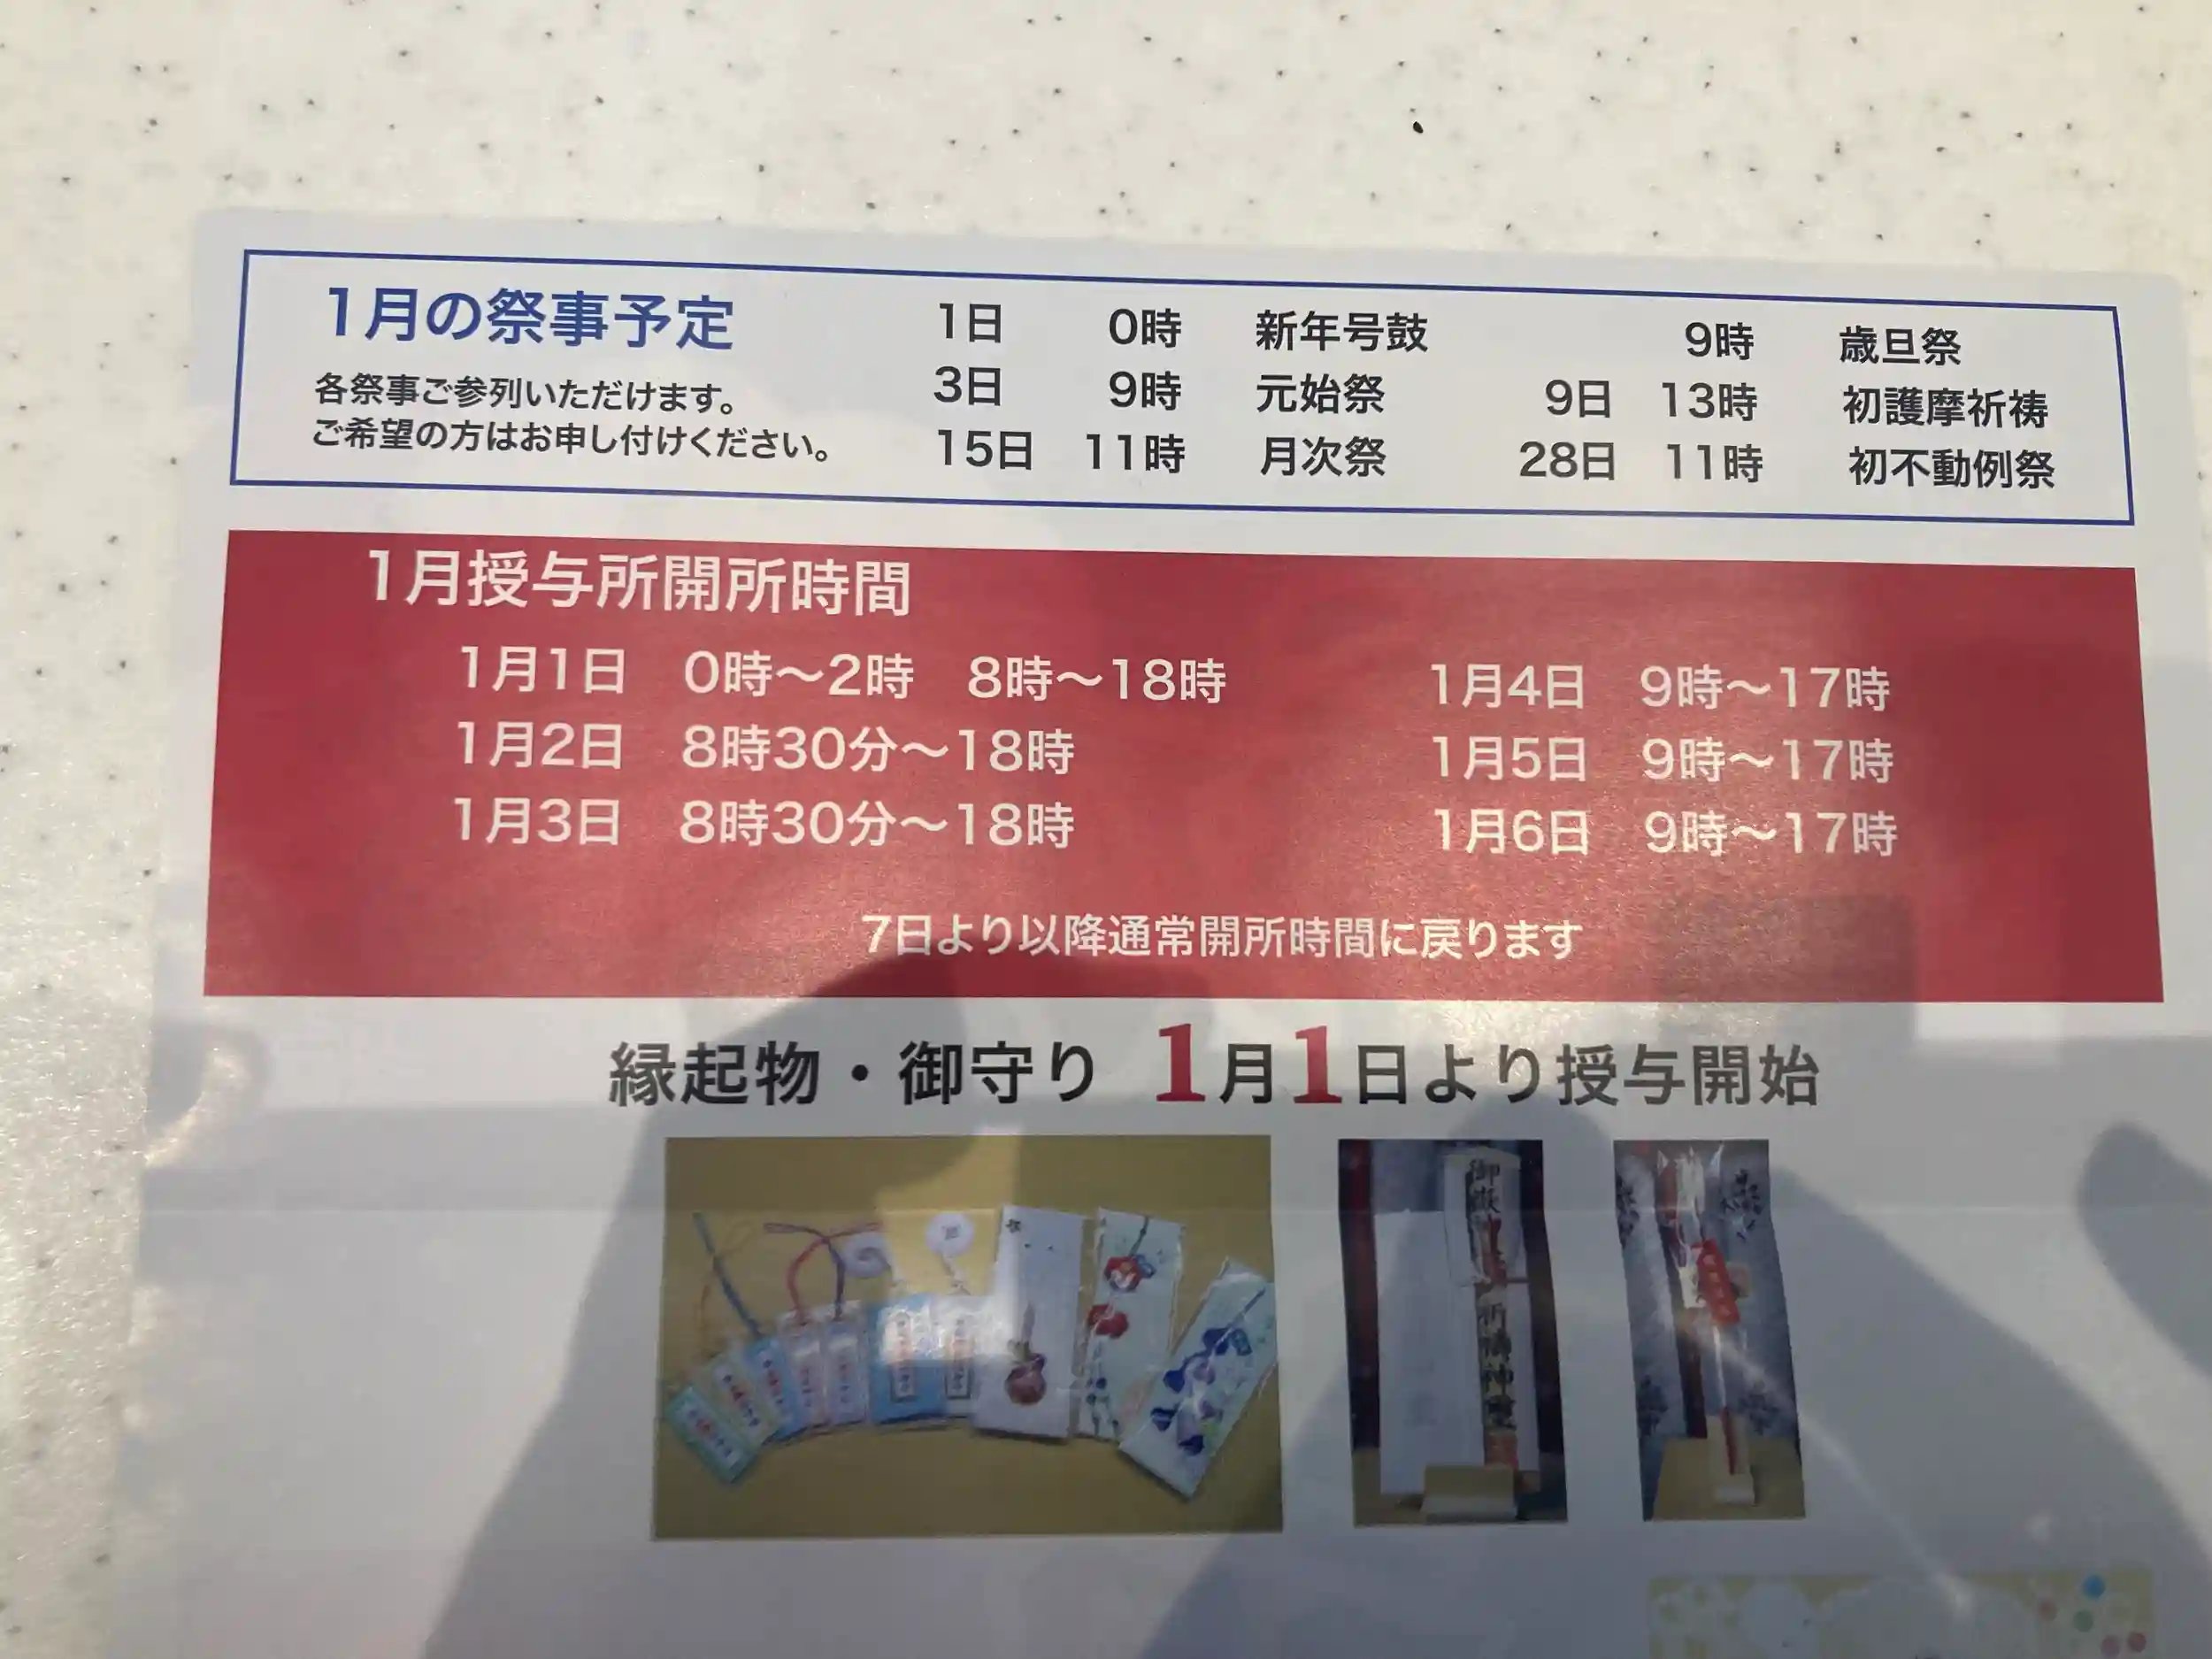 1月の祭事予定
各祭事ご参列いただけます。
ご希望の方はお申し付けください。
1日 0時 新年号鼓 9時 歳旦祭
3日 9時 元始祭 9日 13時 初護摩祈祷
15日 11時 月次祭 28日 11時 初不動例祭
1月授与所開所時間
1月1日 0時〜2時 8時〜18時
1月2日 8時30分〜18時
1月3日 8時30分〜18時
1月4日 9時〜17時
1月5日 9時〜17時
1月6日 9時〜17時
7日より以降通常開所時間に戻ります
縁起物・御守り 1月1日より授与開始